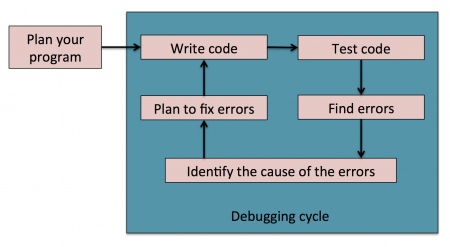 Plan your
program
Write code
Test code
Plan to fix errors
Find errors
Identify the cause of the errors
Debugging cycle